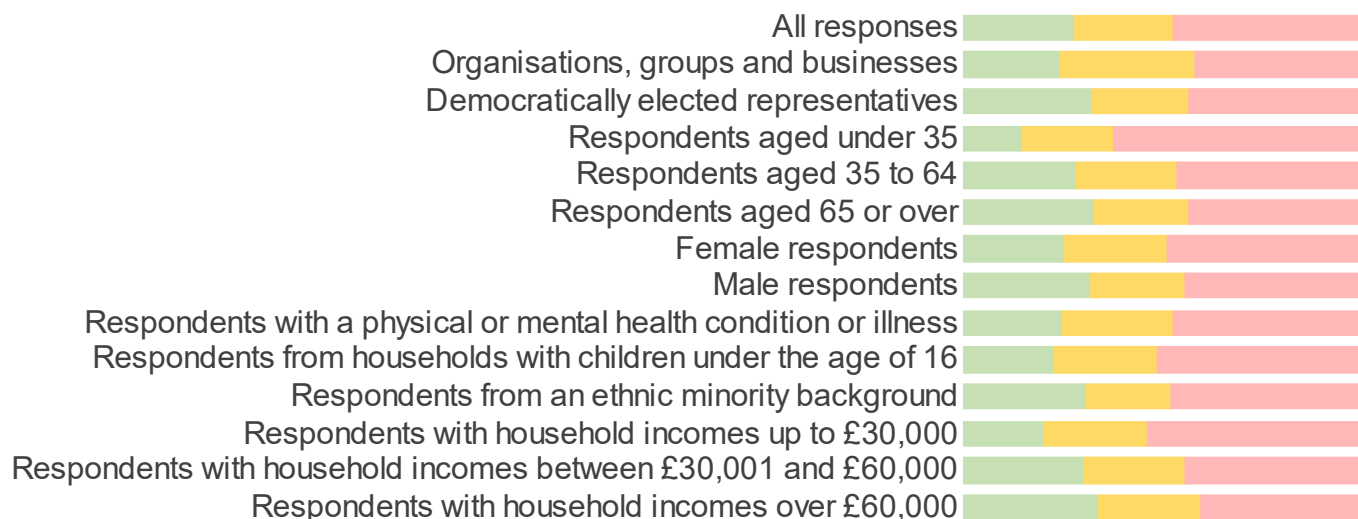 All responses
Organisations, groups and businesses
Democratically elected representatives
Respondents aged under 35
Respondents aged 35 to 64
Respondents aged 65 or over
Female respondents
Male respondents
Respondents with a physical or mental health condition or illness
Respondents from households with children under the age of 16
Respondents from an ethnic minority background
Respondents with household incomes up to £30,000
Respondents with household incomes between £30,001 and £60,000
Respondents with household incomes over £60,000